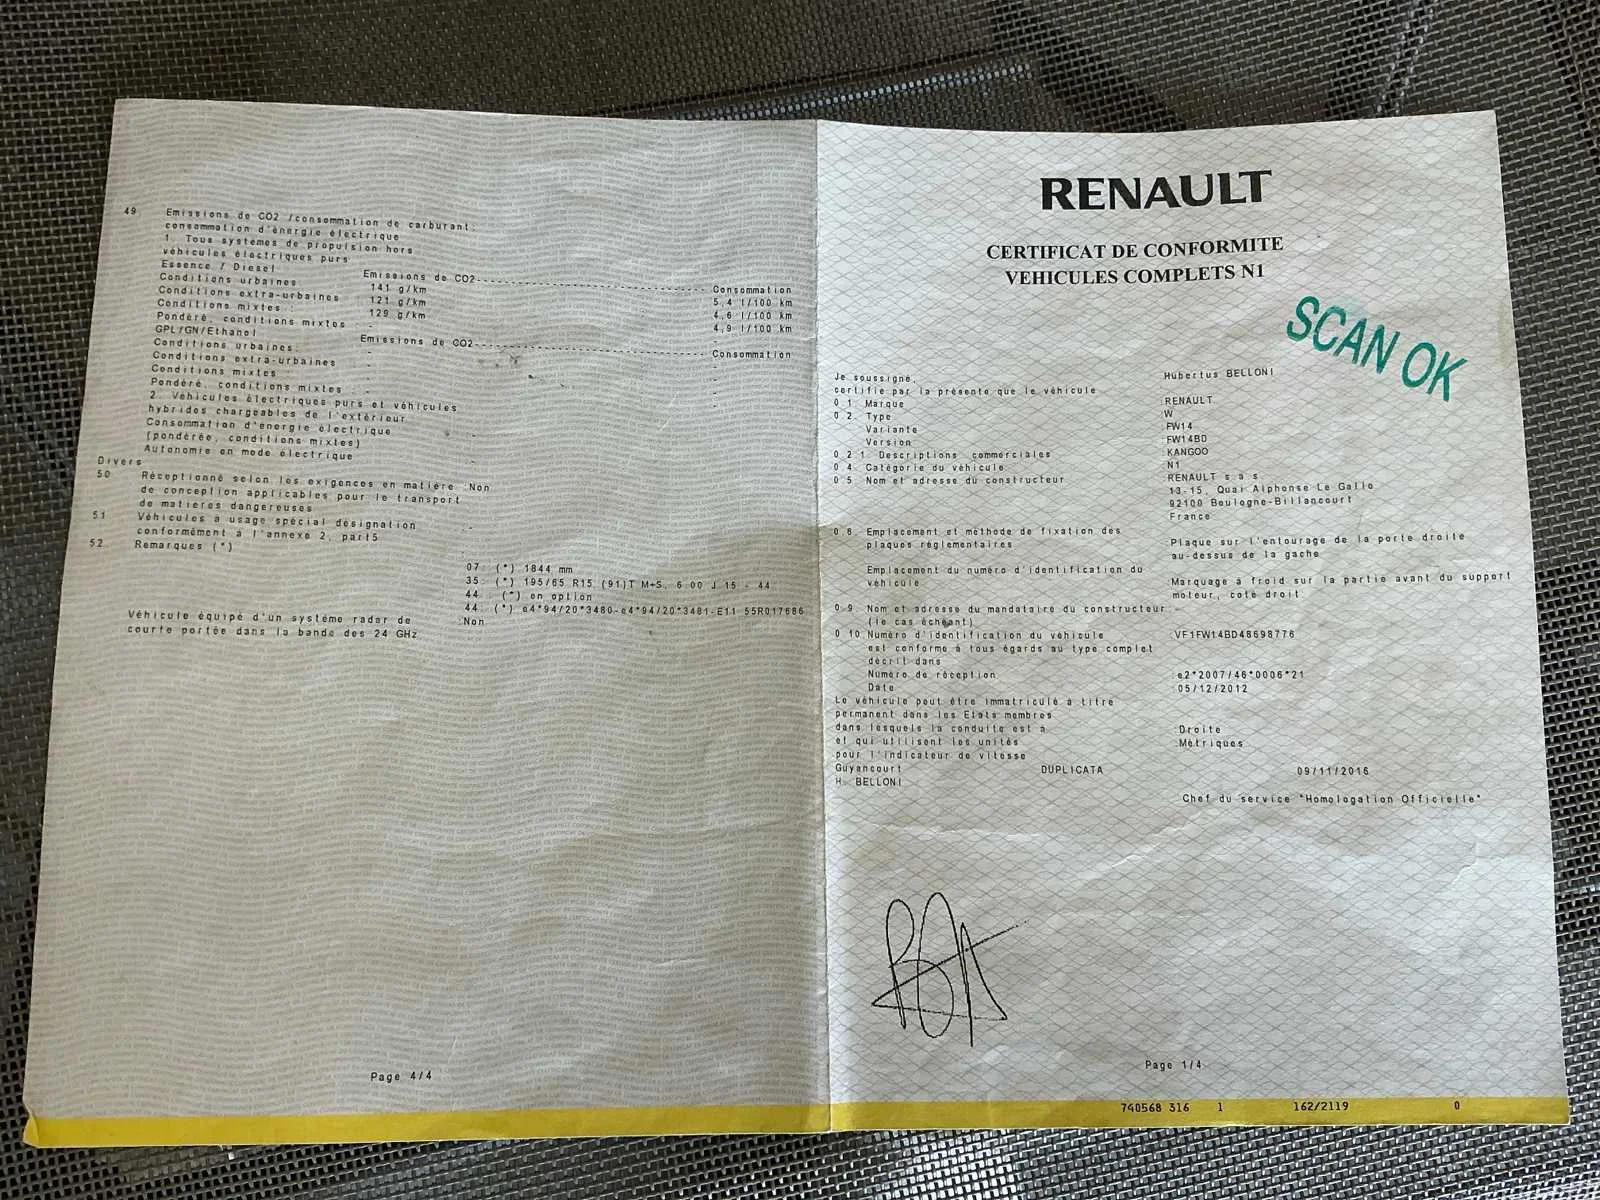 49 Emissions de CO2 /consommation de carburant:
consommation d'énergie électrique
1. Tous systèmes de propulsion hors
véhicules électriques purs
Essence / Diesel Emissions de CO2 Consommation
Conditions urbaines 141 g/km 5,4 l/100 km
Conditions extra-urbaines 121 g/km 4,6 l/100 km
Conditions mixtes : 129 g/km 4,9 l/100 km
Pondéré, conditions mixtes - -
GPL/GN/Ethanol Emissions de CO2 Consommation
Conditions urbaines: - -
Conditions extra-urbaines - -
Conditions mixtes - -
Pondéré, conditions mixtes - -
2. Véhicules électriques purs et véhicules
hybrides chargeables de l'extérieur
Consommation d'énergie électrique -
(pondérée, conditions mixtes)
Autonomie en mode électrique -
Divers
50 Réceptionné selon les exigences en matière :Non
de conception applicables pour le transport
de matières dangereuses
51 Véhicules à usage spécial désignation -
conformément à l'annexe 2, part5
52. Remarques (*)
07: (*) 1844 mm
35: (*) 195/65 R15 (91)T M+S, 6.00 J 15 - 44
44: (*) en option
44: (*) e4*94/20*3480-e4*94/20*3481-E11 55R017686
Véhicule équipé d'un système radar de :Non
courte portée dans la bande des 24 GHz
Page 4/4
RENAULT
CERTIFICAT DE CONFORMITE
VEHICULES COMPLETS N1
SCAN OK
Je soussigné, Hubertus BELLONI
certifie par la présente que le véhicule
0.1. Marque RENAULT
0.2. Type W
Variante FW14
Version FW14BD
0.2.1. Descriptions commerciales KANGOO
0.4. Catégorie du véhicule N1
0.5. Nom et adresse du constructeur RENAULT s.a.s.
13-15, Quai Alphonse Le Gallo
92100 Boulogne-Billancourt
France
0.6. Emplacement et méthode de fixation des Plaque sur l'entourage de la porte droite
plaques réglementaires au-dessus de la gache
Emplacement du numéro d'identification du Marquage à froid sur la partie avant du support
véhicule moteur, coté droit
0.9. Nom et adresse du mandataire du constructeur: -
(le cas échéant)
0.10 Numéro d'identification du véhicule VF1FW14BD48698776
est conforme à tous égards au type complet
décrit dans
Numéro de réception e2*2007/46*0006*21
Date 05/12/2012
Le véhicule peut être immatriculé à titre
permanent dans les Etats membres
dans lesquels la conduite est à Droite
et qui utilisent les unités Métriques
pour l'indicateur de vitesse
Guyancourt DUPLICATA 09/11/2016
H. BELLONI
Chef du service "Homologation Officielle"
Page 1/4
740568 316 1 162/2119 0